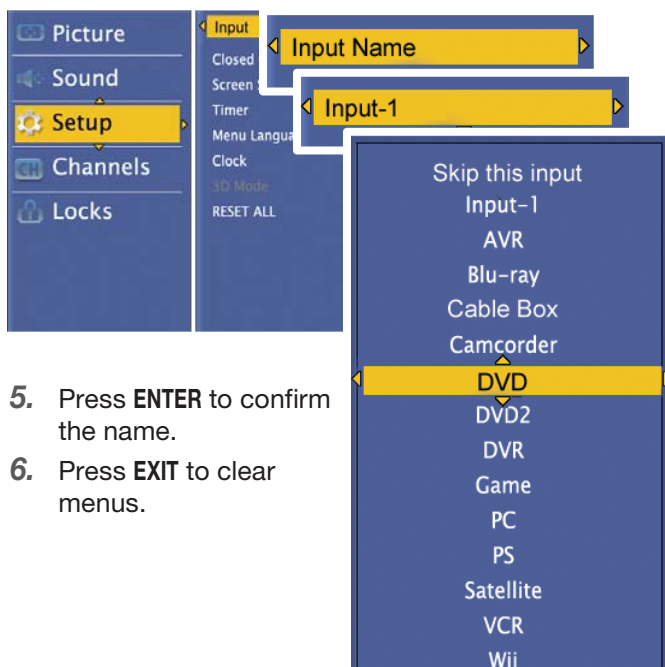 Picture
Sound
Setup
CH Channels
Locks
Input
Closed
Screen
Timer
Menu
Clock
3D Mode
RESET ALL
Input Name
Input-1
Skip this input
Input-1
AVR
Blu-ray
Cable Box
Camcorder
DVD
DVD2
DVR
Game
PC
PS
Satellite
VCR
Wii
5. Press ENTER to confirm
the name.
6. Press EXIT to clear
menus.